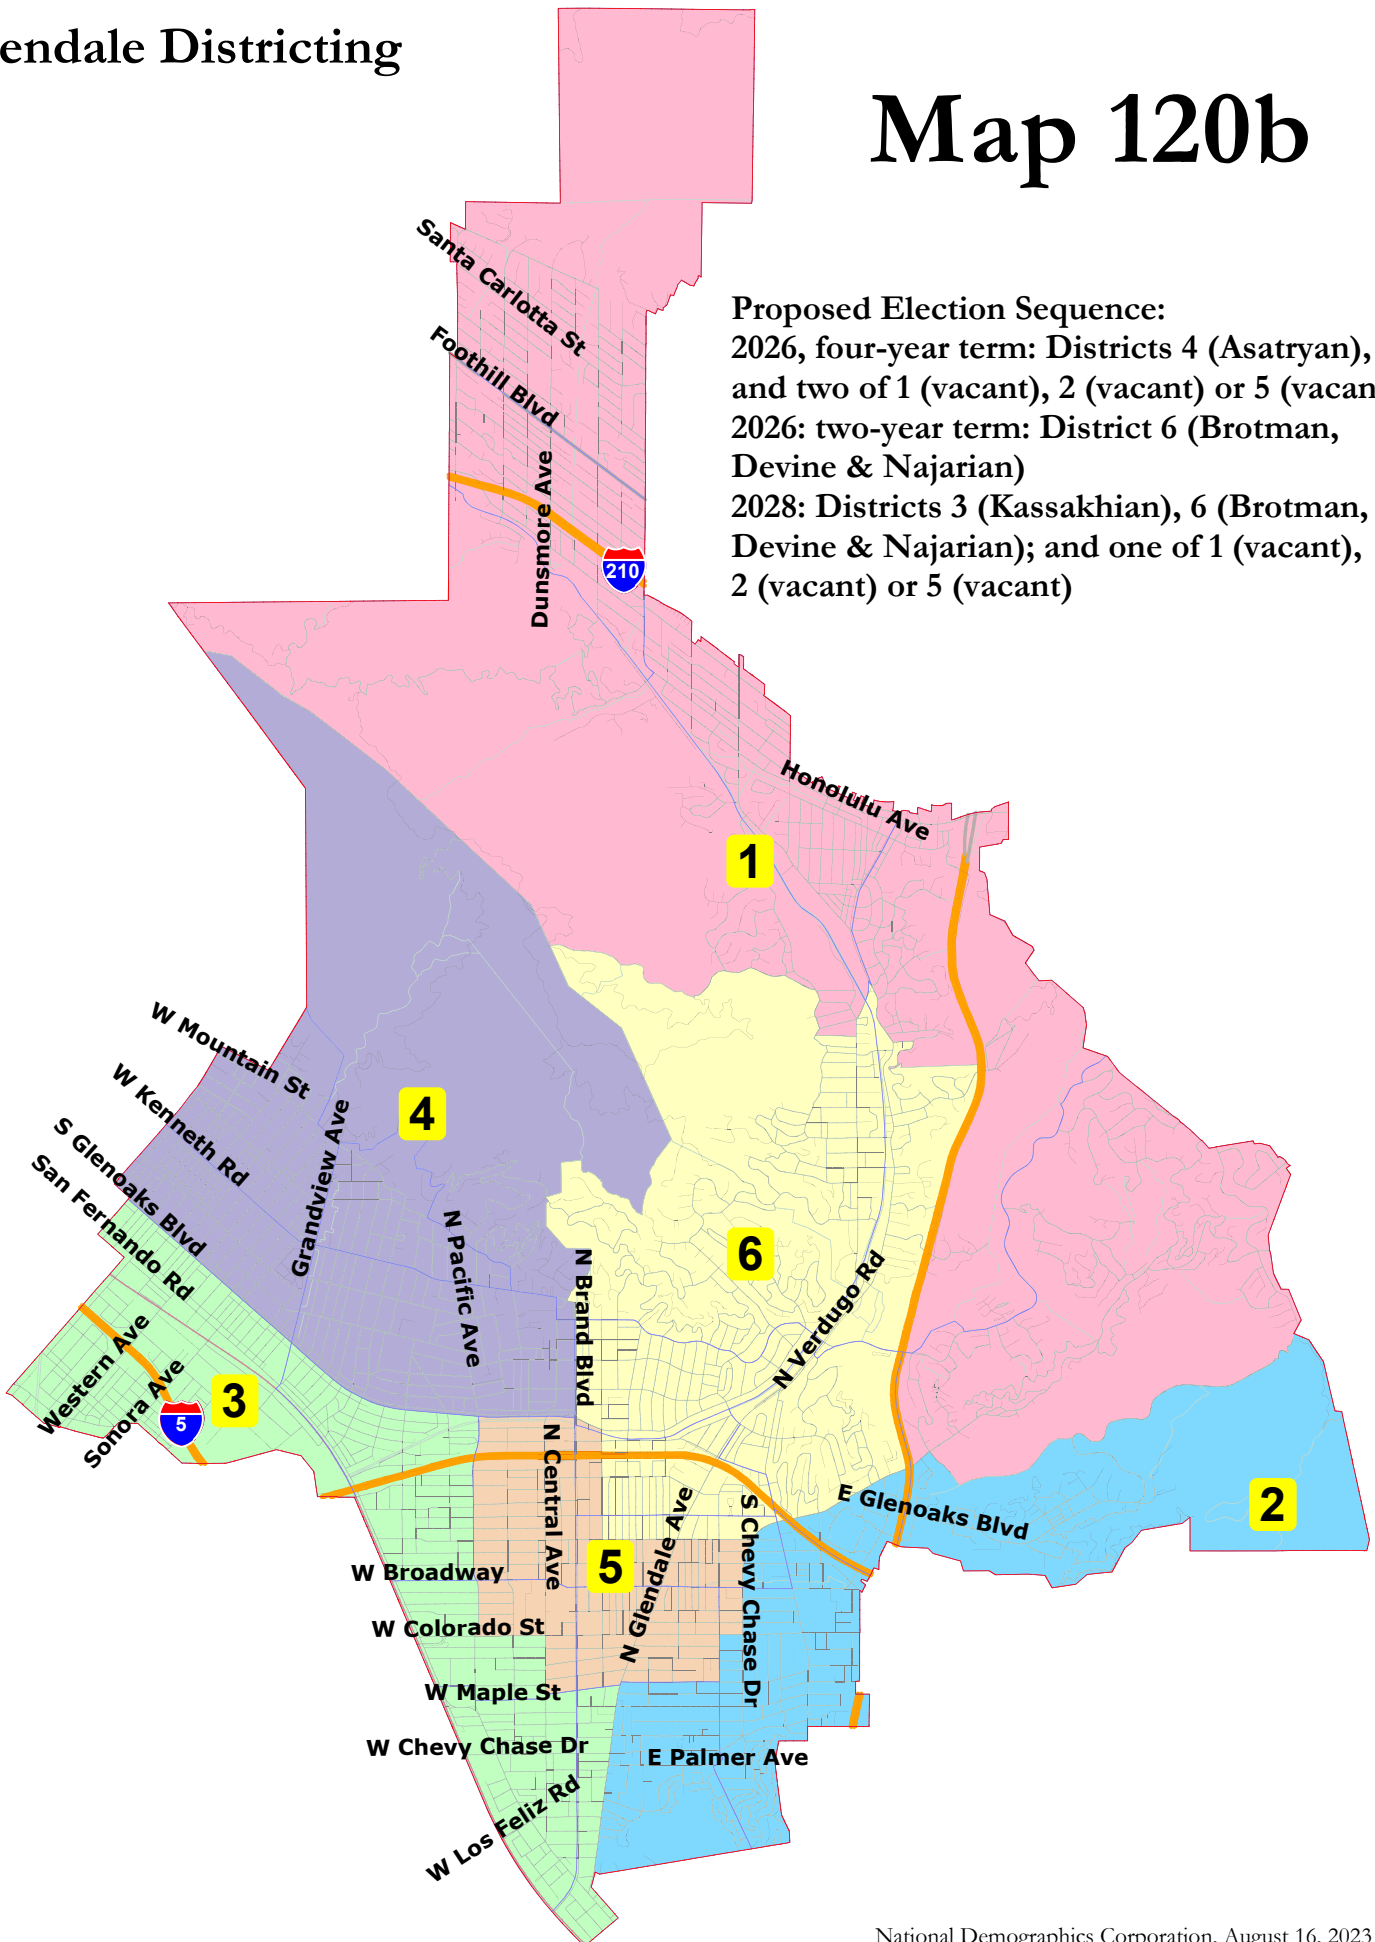 endale Districting
Map 120b
Proposed Election Sequence:
2026, four-year term: Districts 4 (Asatryan),
and two of 1 (vacant), 2 (vacant) or 5 (vacan
2026: two-year term: District 6 (Brotman,
Devine & Najarian)
2028: Districts 3 (Kassakhian), 6 (Brotman,
Devine & Najarian); and one of 1 (vacant),
2 (vacant) or 5 (vacant)
Santa Carlotta St
Foothill Blvd
Dunsmore Ave
210
Honolulu Ave
1
W Mountain St
W Kenneth Rd
S Glenoaks Blvd
San Fernando Rd
Grandview Ave
4
N Pacific Ave
N Brand Blvd
6
N Verdugo Rd
Western Ave
Sonora Ave
5
3
N Central Ave
N Glendale Ave
S Chevy Chase Dr
E Glenoaks Blvd
2
W Broadway
5
W Colorado St
W Maple St
W Chevy Chase Dr
E Palmer Ave
W Los Feliz Rd
National Demographics Corporation, August 16, 2023